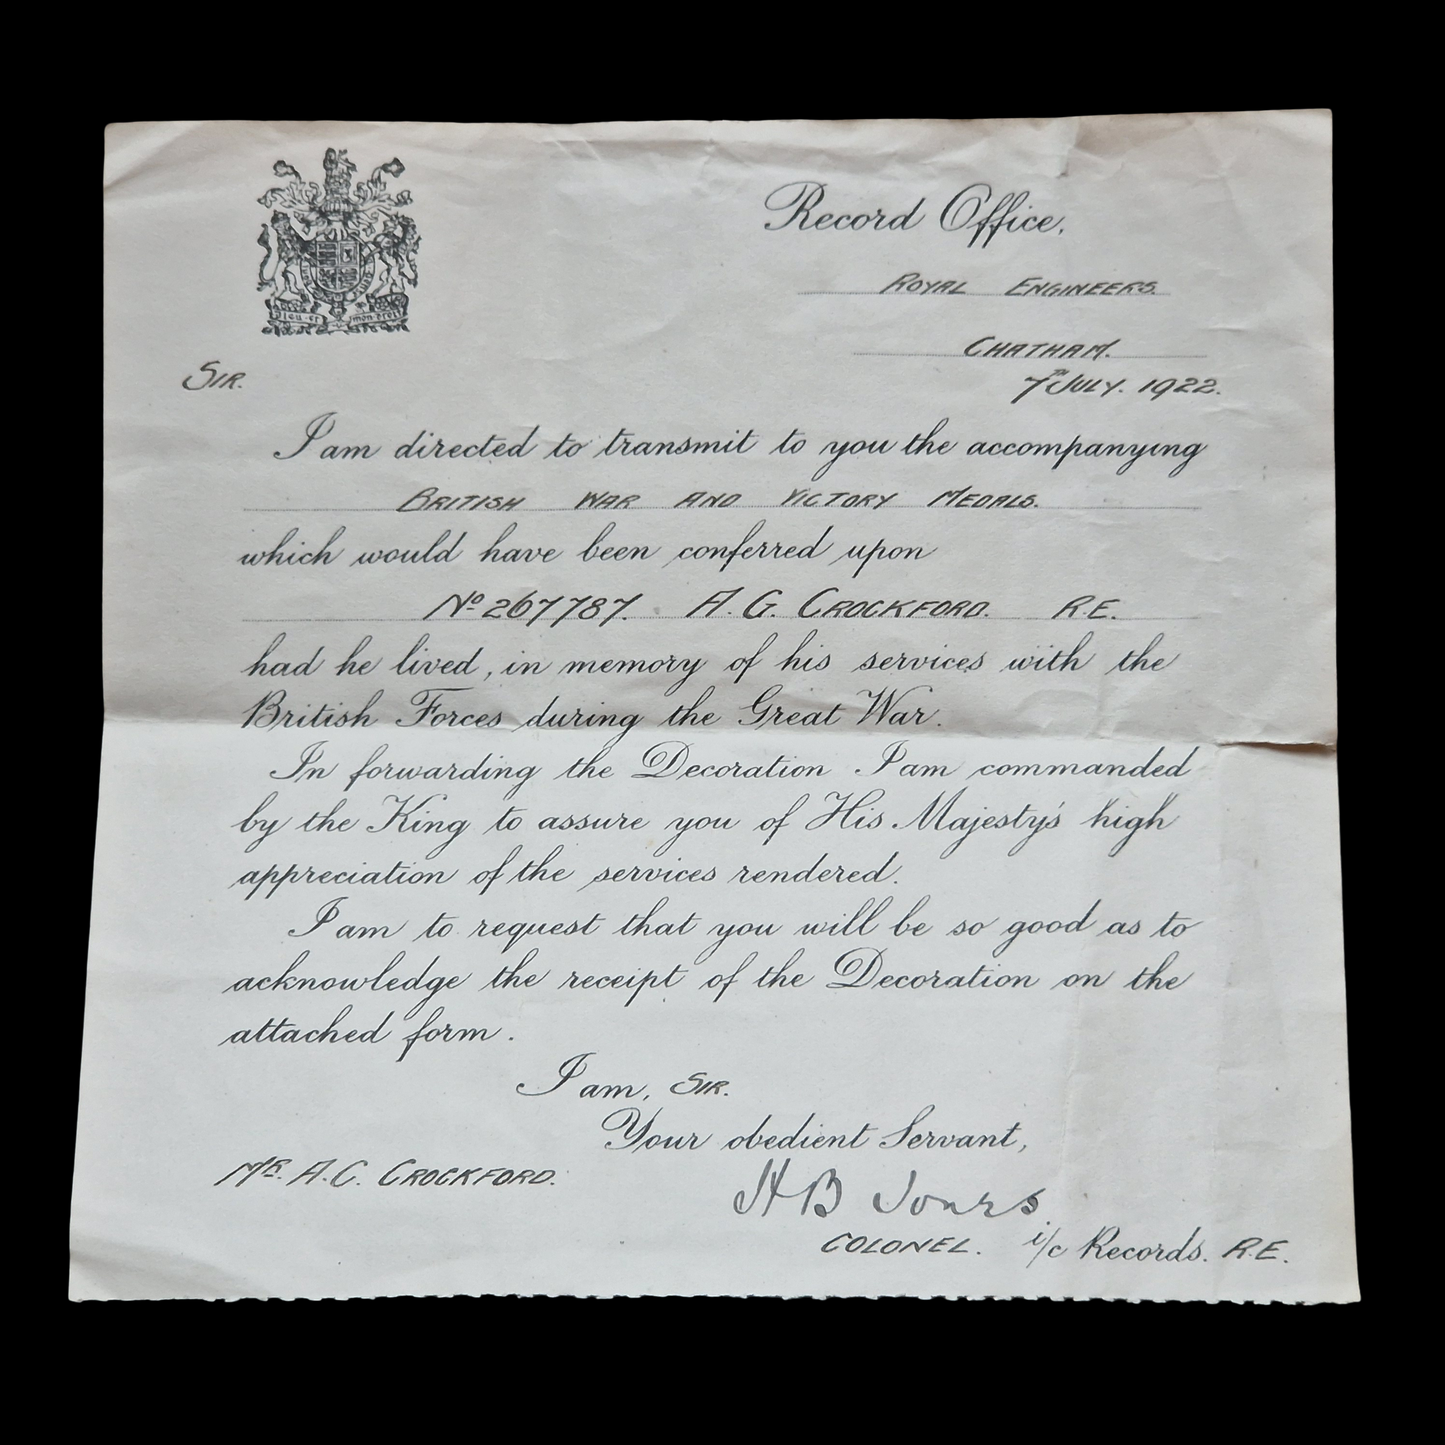 Dieu et mon droit
Record Office,
ROYAL ENGINEERS.
CHATHAM.
7TH JULY. 1922.
SIR.
I am directed to transmit to you the accompanying
BRITISH WAR AND VICTORY MEDALS.
which would have been conferred upon
No 267787. A. G. CROCKFORD. R.E.
had he lived, in memory of his services with the
British Forces during the Great War.
In forwarding the Decoration I am commanded
by the King to assure you of His Majesty's high
appreciation of the services rendered.
I am to request that you will be so good as to
acknowledge the receipt of the Decoration on the
attached form.
I am, SIR.
Your obedient Servant,
MR. A. C. CROCKFORD.
H B Jones
COLONEL. i/c Records. R.E.